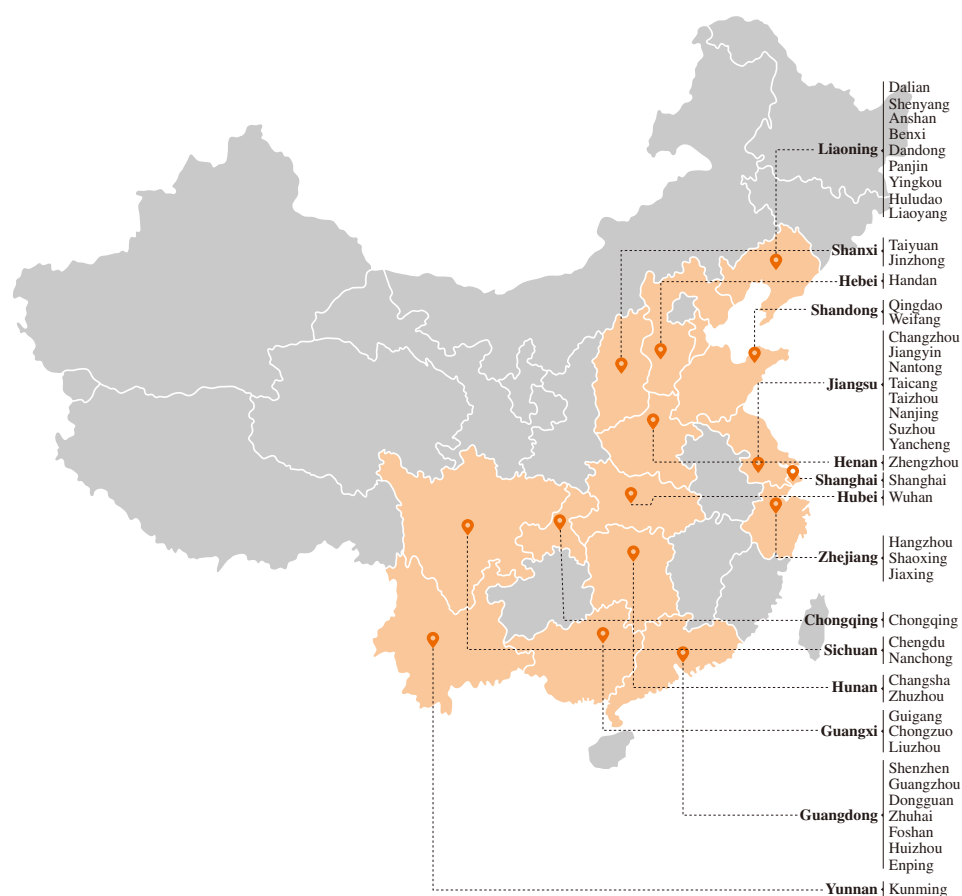 Liaoning
Dalian
Shenyang
Anshan
Benxi
Dandong
Panjin
Yingkou
Huludao
Liaoyang
Shanxi
Taiyuan
Jinzhong
Hebei
Handan
Shandong
Qingdao
Weifang
Jiangsu
Changzhou
Jiangyin
Nantong
Taicang
Taizhou
Nanjing
Suzhou
Yancheng
Henan
Zhengzhou
Shanghai
Shanghai
Hubei
Wuhan
Zhejiang
Hangzhou
Shaoxing
Jiaxing
Chongqing
Chongqing
Sichuan
Chengdu
Nanchong
Hunan
Changsha
Zhuzhou
Guangxi
Guigang
Chongzuo
Liuzhou
Guangdong
Shenzhen
Guangzhou
Dongguan
Zhuhai
Foshan
Huizhou
Enping
Yunnan
Kunming